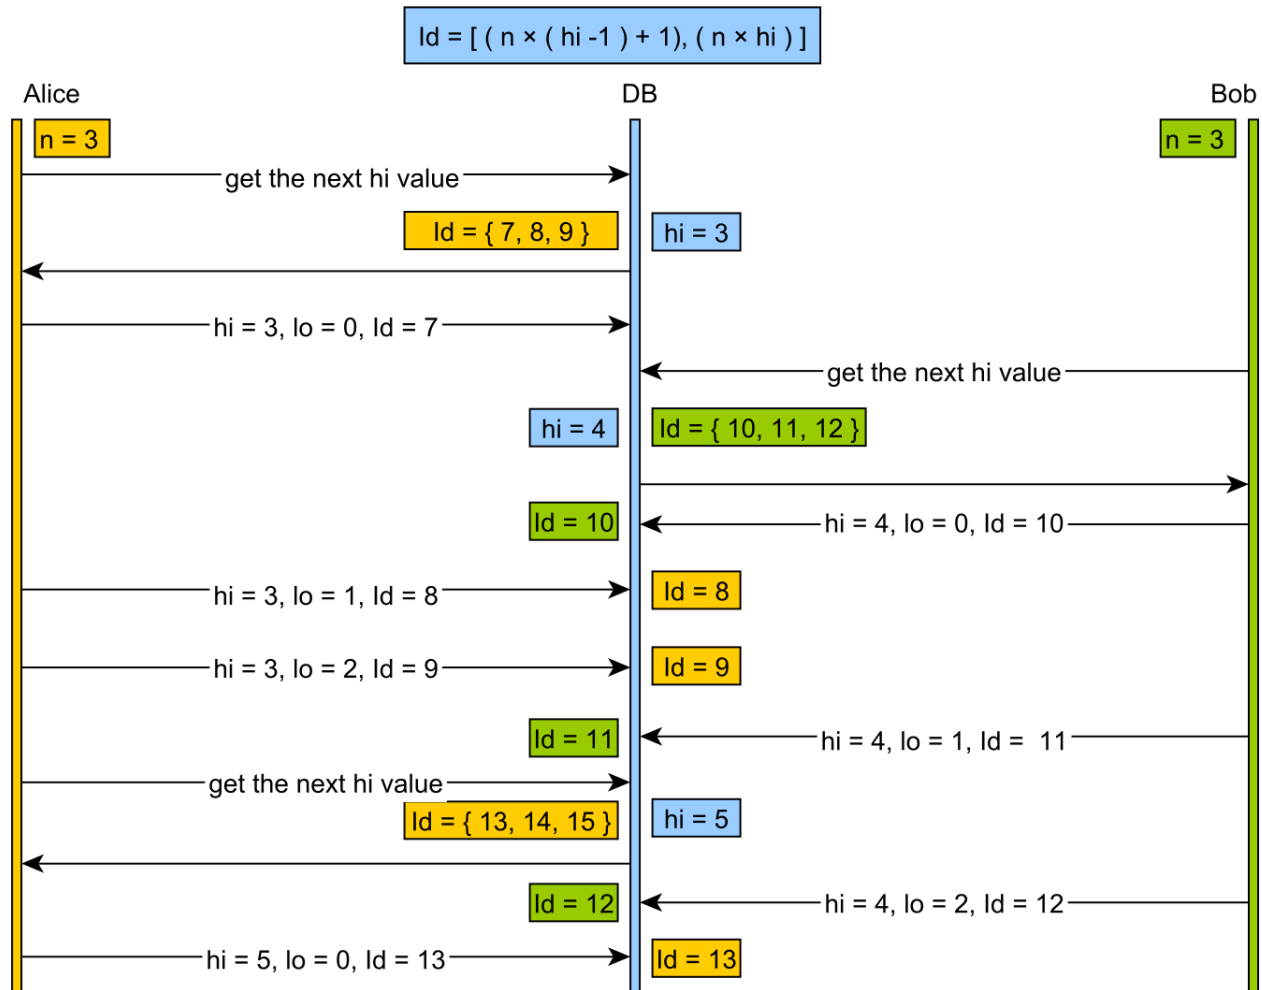 Id = [ ( n × ( hi -1 ) + 1), ( n × hi ) ]
Alice
DB
Bob
n = 3
n = 3
get the next hi value
Id = { 7, 8, 9 }
hi = 3
hi = 3, lo = 0, Id = 7
get the next hi value
hi = 4
Id = { 10, 11, 12 }
Id = 10
hi = 4, lo = 0, Id = 10
hi = 3, lo = 1, Id = 8
Id = 8
hi = 3, lo = 2, Id = 9
Id = 9
Id = 11
hi = 4, lo = 1, Id =  11
get the next hi value
Id = { 13, 14, 15 }
hi = 5
Id = 12
hi = 4, lo = 2, Id = 12
hi = 5, lo = 0, Id = 13
Id = 13